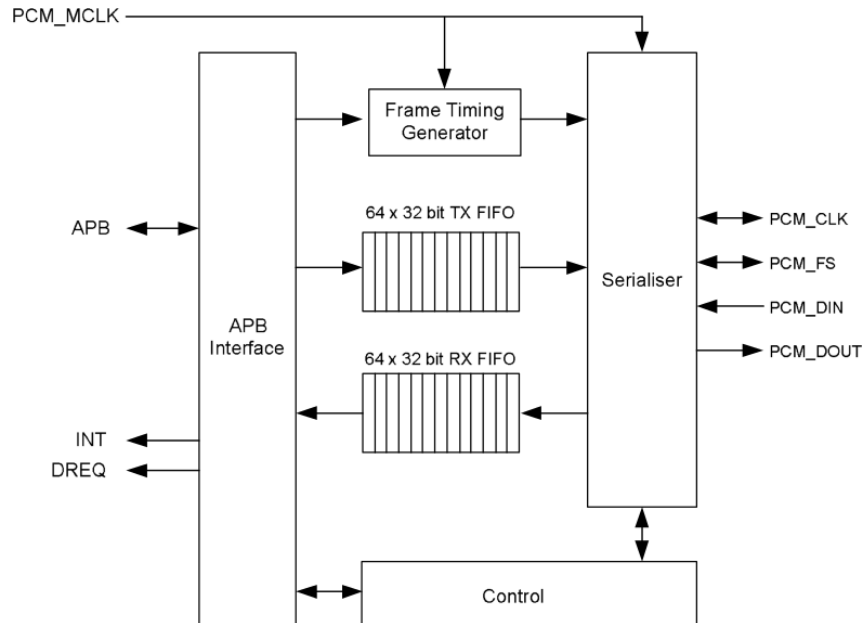 PCM_MCLK
Frame Timing
Generator
64 x 32 bit TX FIFO
APB
PCM_CLK
PCM_FS
Serialiser
PCM_DIN
APB
Interface
PCM_DOUT
64 x 32 bit RX FIFO
INT
DREQ
Control